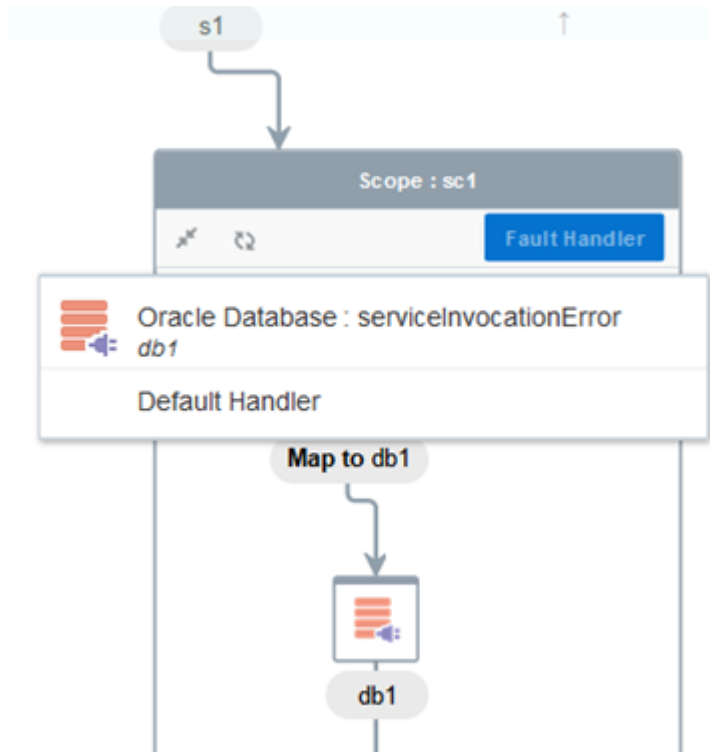 s1
Scope : sc1
Fault Handler
Oracle Database : serviceInvocationError
db1
Default Handler
Map to db1
db1